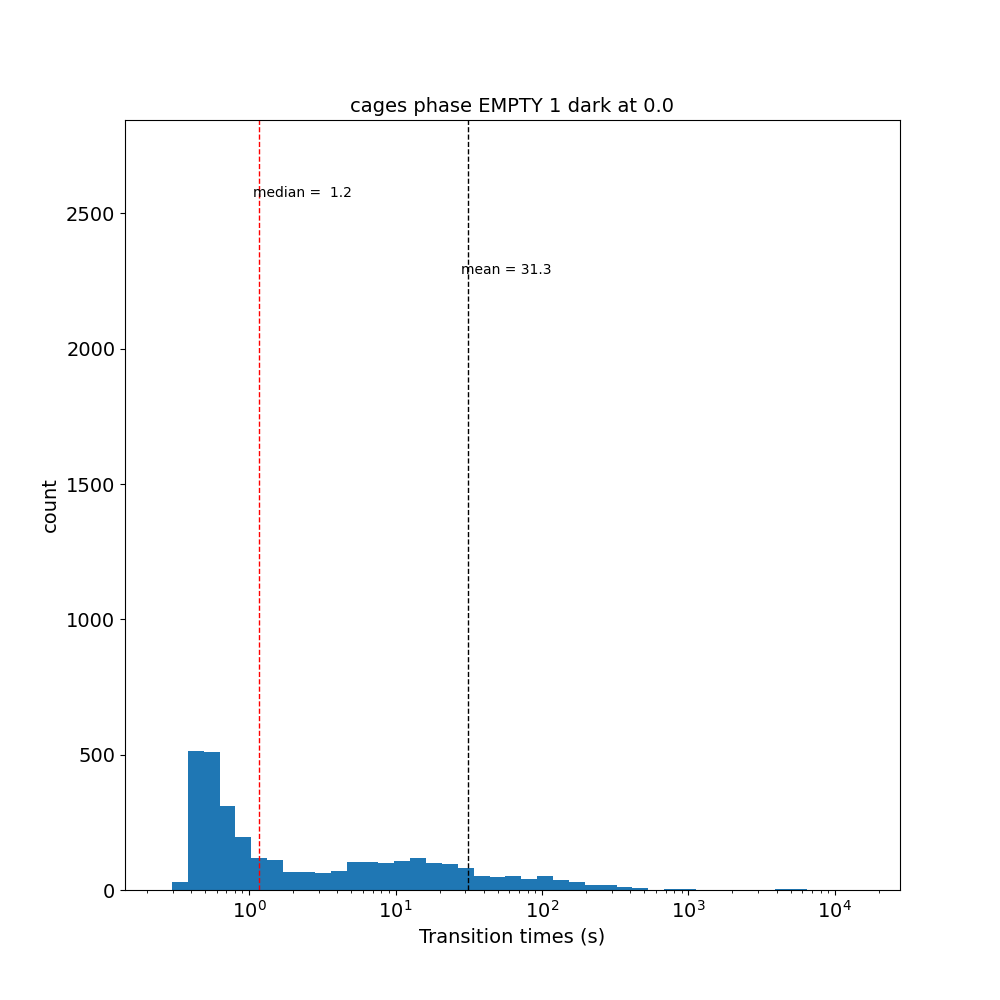 cages phase EMPTY 1 dark at 0.0
median =  1.2
mean = 31.3
2500
2000
1500
1000
500
0
count
10⁰ 10¹ 10² 10³ 10⁴
Transition times (s)